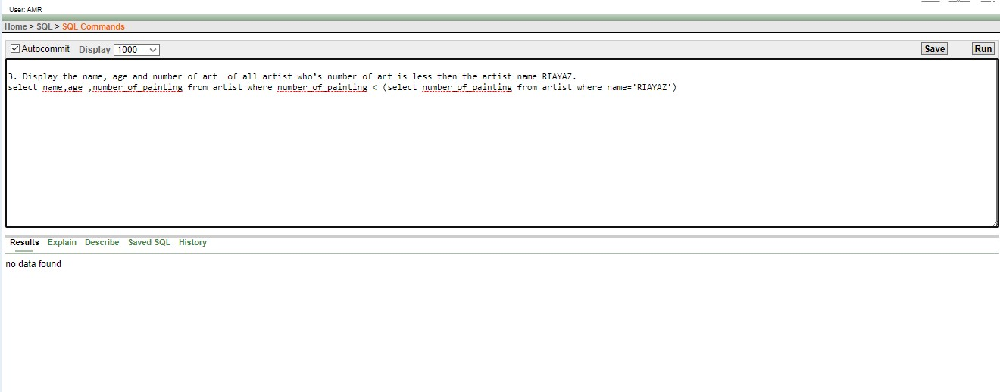 User: AMR
Home > SQL > SQL Commands
Autocommit Display 1000 Save Run
3. Display the name, age and number of art  of all artist who’s number of art is less then the artist name RIAYAZ.
select name,age ,number_of_painting from artist where number_of_painting < (select number_of_painting from artist where name='RIAYAZ')
Results Explain Describe Saved SQL History
no data found